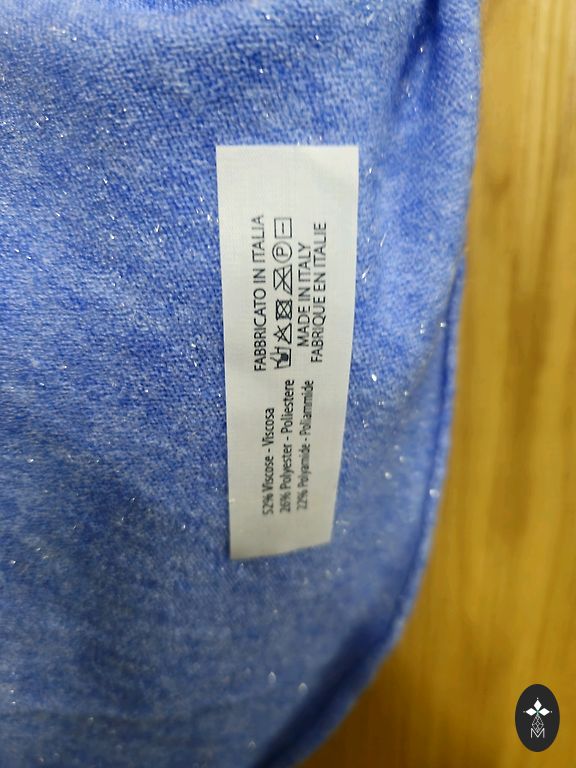 FABBRICATO IN ITALIA
MADE IN ITALY
FABRIQUE EN ITALIE
52% Viscose - Viscosa
26% Polyester - Poliestere
22% Polyamide - Poliammide